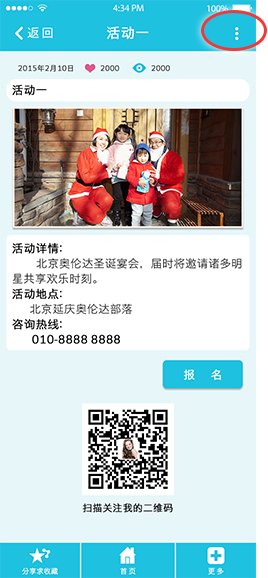 4:34 PM 100%
返回 活动一
2015年2月10日 2000 2000
活动一
活动详情:
北京奥伦达圣诞宴会，届时将邀请诸多明
星共享欢乐时刻。
活动地点:
北京延庆奥伦达部落
咨询热线:
010-8888 8888
报 名
扫描关注我的二维码
分享求收藏 首页 更多